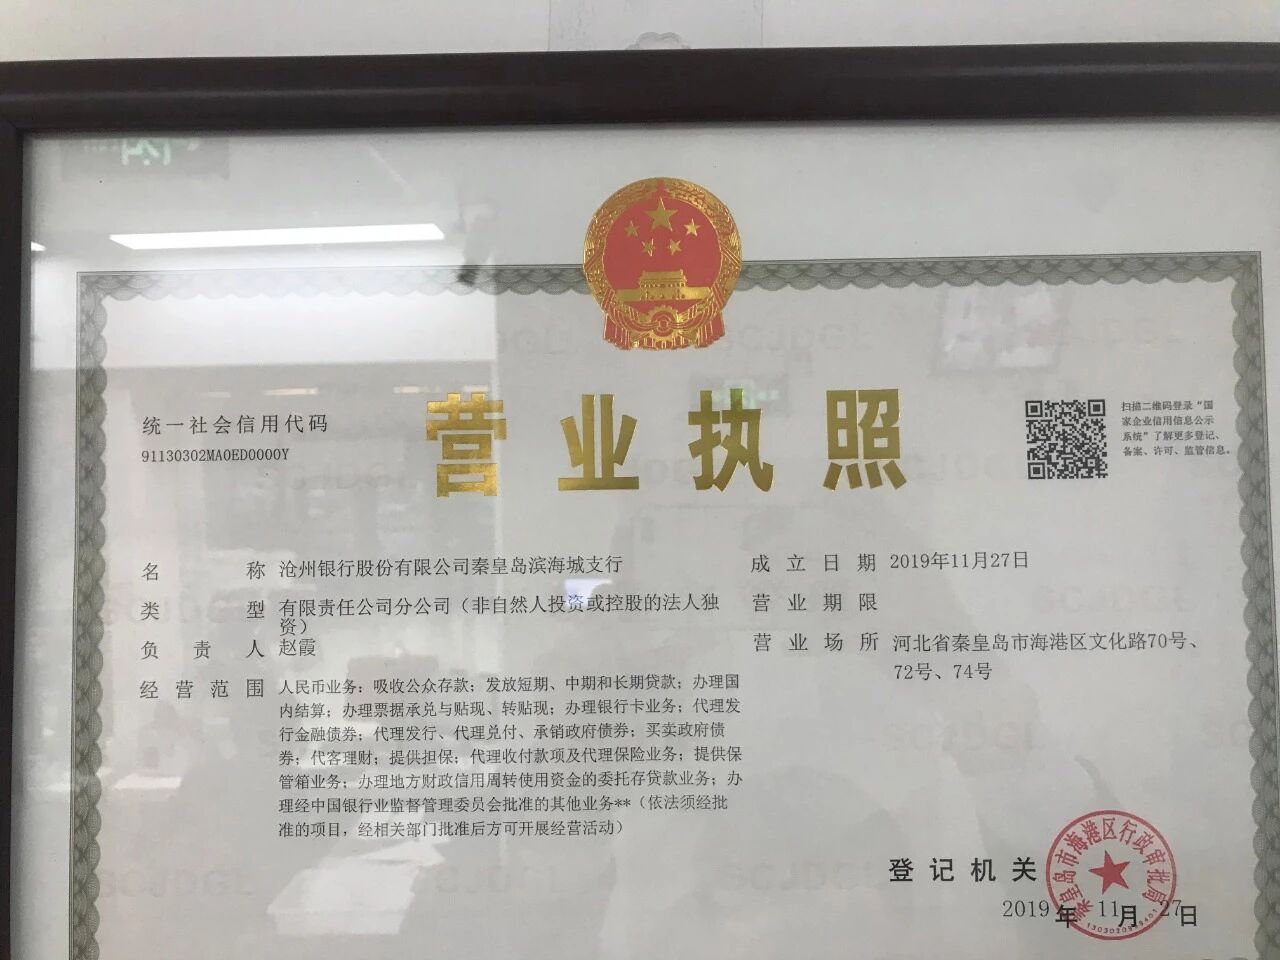 营业执照
统一社会信用代码
91130302MA0ED0000Y
扫描二维码登录“国
家企业信用信息公示
系统”了解更多登记、
备案、许可、监管信息。
名称 沧州银行股份有限公司秦皇岛滨海城支行
类型 有限责任公司分公司（非自然人投资或控股的法人独
资）
负责人 赵霞
经营范围 人民币业务：吸收公众存款；发放短期、中期和长期贷款；办理国
内结算；办理票据承兑与贴现、转贴现；办理银行卡业务；代理发
行金融债券；代理发行、代理兑付、承销政府债券；买卖政府债
券；代客理财；提供担保；代理收付款项及代理保险业务；提供保
管箱业务；办理地方财政信用周转使用资金的委托存贷款业务；办
理经中国银行业监督管理委员会批准的其他业务**（依法须经批
准的项目，经相关部门批准后方可开展经营活动）
成立日期 2019年11月27日
营业期限
营业场所 河北省秦皇岛市海港区文化路70号、
72号、74号
登记机关
秦皇岛市海港区行政审批局
2019年11月27日